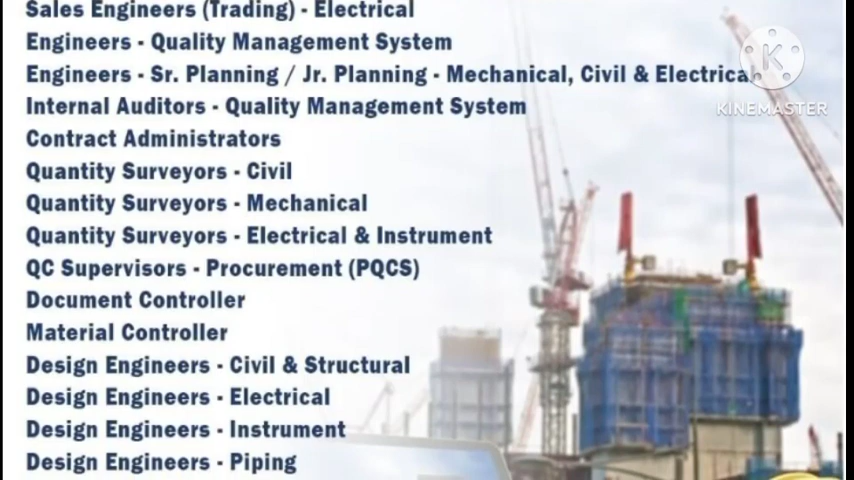 Sales Engineers (Trading) - Electrical
Engineers - Quality Management System
Engineers - Sr. Planning / Jr. Planning - Mechanical, Civil & Electrical
Internal Auditors - Quality Management System
Contract Administrators
Quantity Surveyors - Civil
Quantity Surveyors - Mechanical
Quantity Surveyors - Electrical & Instrument
QC Supervisors - Procurement (PQCS)
Document Controller
Material Controller
Design Engineers - Civil & Structural
Design Engineers - Electrical
Design Engineers - Instrument
Design Engineers - Piping
K
KINEMASTER